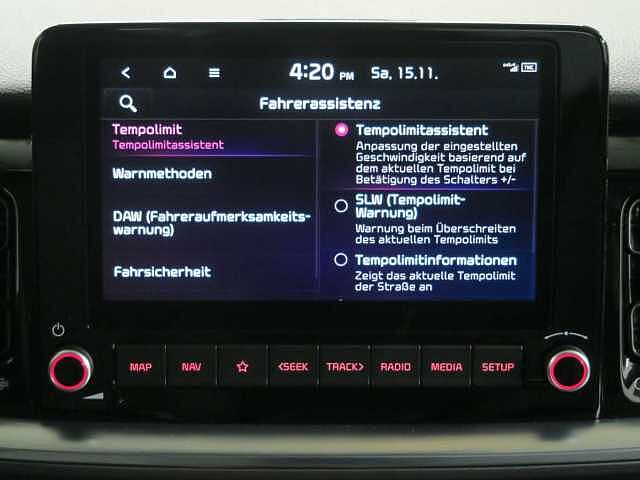 4:20 PM Sa, 15.11.
Fahrerassistenz
Tempolimit
Tempolimitassistent
Warnmethoden
DAW (Fahreraufmerksamkeits-
warnung)
Fahrsicherheit
Tempolimitassistent
Anpassung der eingestellten
Geschwindigkeit basierend auf
dem aktuellen Tempolimit bei
Betätigung des Schalters +/-
SLW (Tempolimit-
Warnung)
Warnung beim Überschreiten
des aktuellen Tempolimits
Tempolimitinformationen
Zeigt das aktuelle Tempolimit
der Straße an
MAP NAV <SEEK TRACK> RADIO MEDIA SETUP